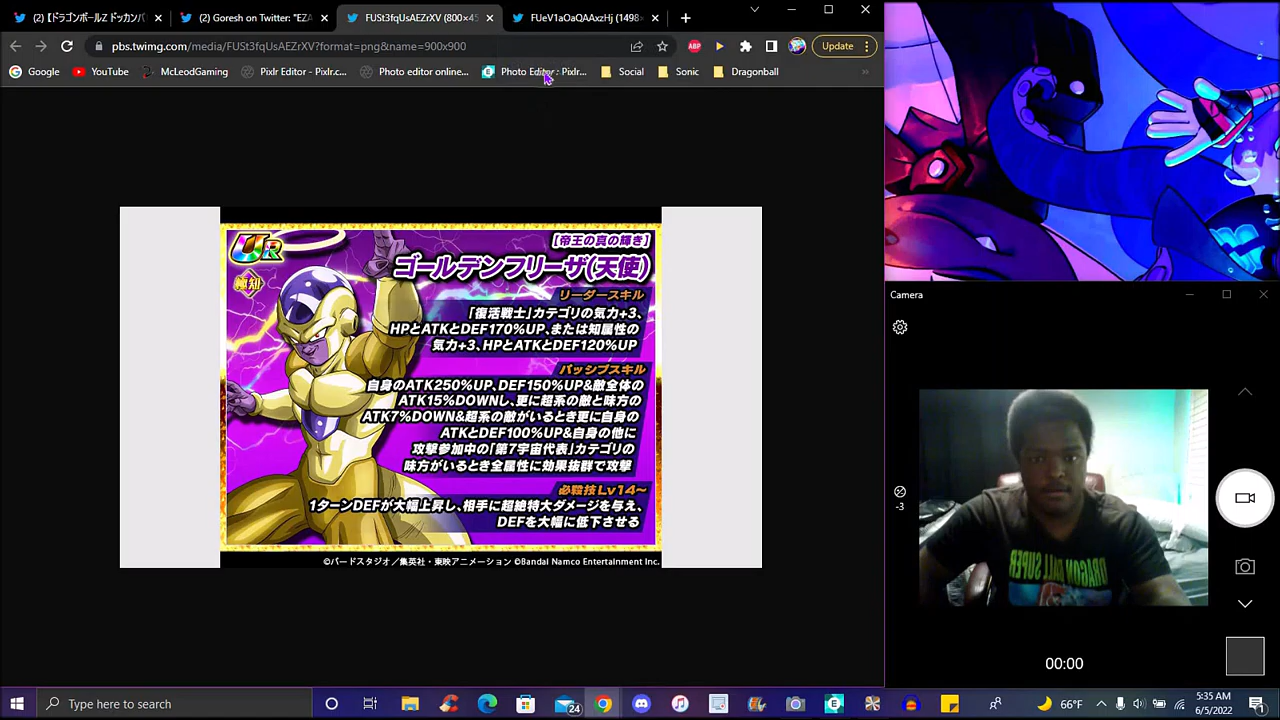 (2)【ドラゴンボールZ ドッカンバ
(2) Goresh on Twitter: "EZA
FUSt3fqUsAEZrXV (800×45
FUeV1aOaQAAxzHj (1498×
pbs.twimg.com/media/FUSt3fqUsAEZrXV?format=png&name=900x900
ABP
Update
Google
YouTube
McLeodGaming
Pixlr Editor - Pixlr.c...
Photo editor online...
Photo Editor : Pixlr...
Social
Sonic
Dragonball
»
UR
極知
[帝王の真の輝き]
ゴールデンフリーザ(天使)
リーダースキル
「復活戦士」カテゴリの気力+3、
HPとATKとDEF170%UP、または知属性の
気力+3、HPとATKとDEF120%UP
パッシブスキル
自身のATK250%UP、DEF150%UP&敵全体の
ATK15%DOWNし、更に超系の敵と味方の
ATK7%DOWN&超系の敵がいるとき更に自身の
ATKとDEF100%UP&自身の他に
攻撃参加中の「第7宇宙代表」カテゴリの
味方がいるとき全属性に効果抜群で攻撃
必殺技Lv14~
1ターンDEFが大幅上昇し、相手に超絶特大ダメージを与え、
DEFを大幅に低下させる
©バードスタジオ／集英社・東映アニメーション ©Bandai Namco Entertainment Inc.
Camera
-3
DRAGON BALL SUPER
00:00
Type here to search
24
66°F
5:35 AM
6/5/2022
1